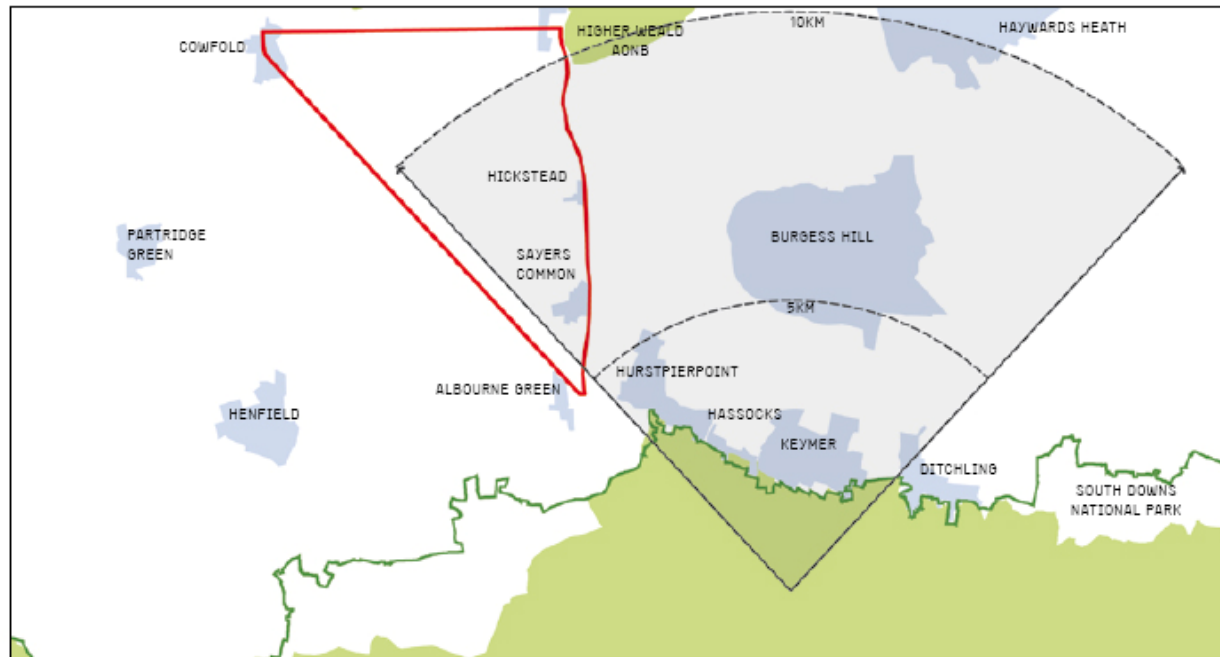 COWFOLD
HIGHER WEALD
AONB
10KM
HAYWARDS HEATH
HICKSTEAD
PARTRIDGE
GREEN
SAYERS
COMMON
BURGESS HILL
5KM
HURSTPIERPOINT
ALBOURNE GREEN
HENFIELD
HASSOCKS
KEYMER
DITCHLING
SOUTH DOWNS
NATIONAL PARK